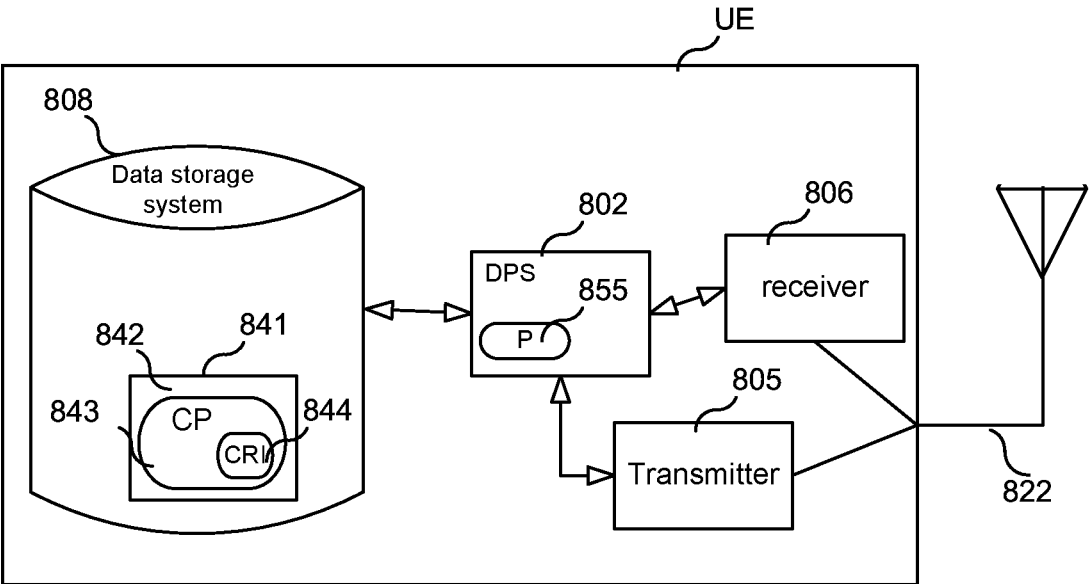 UE
808
Data storage
system
802
806
DPS
855
receiver
P
842
841
805
843
CP
844
CRI
Transmitter
822